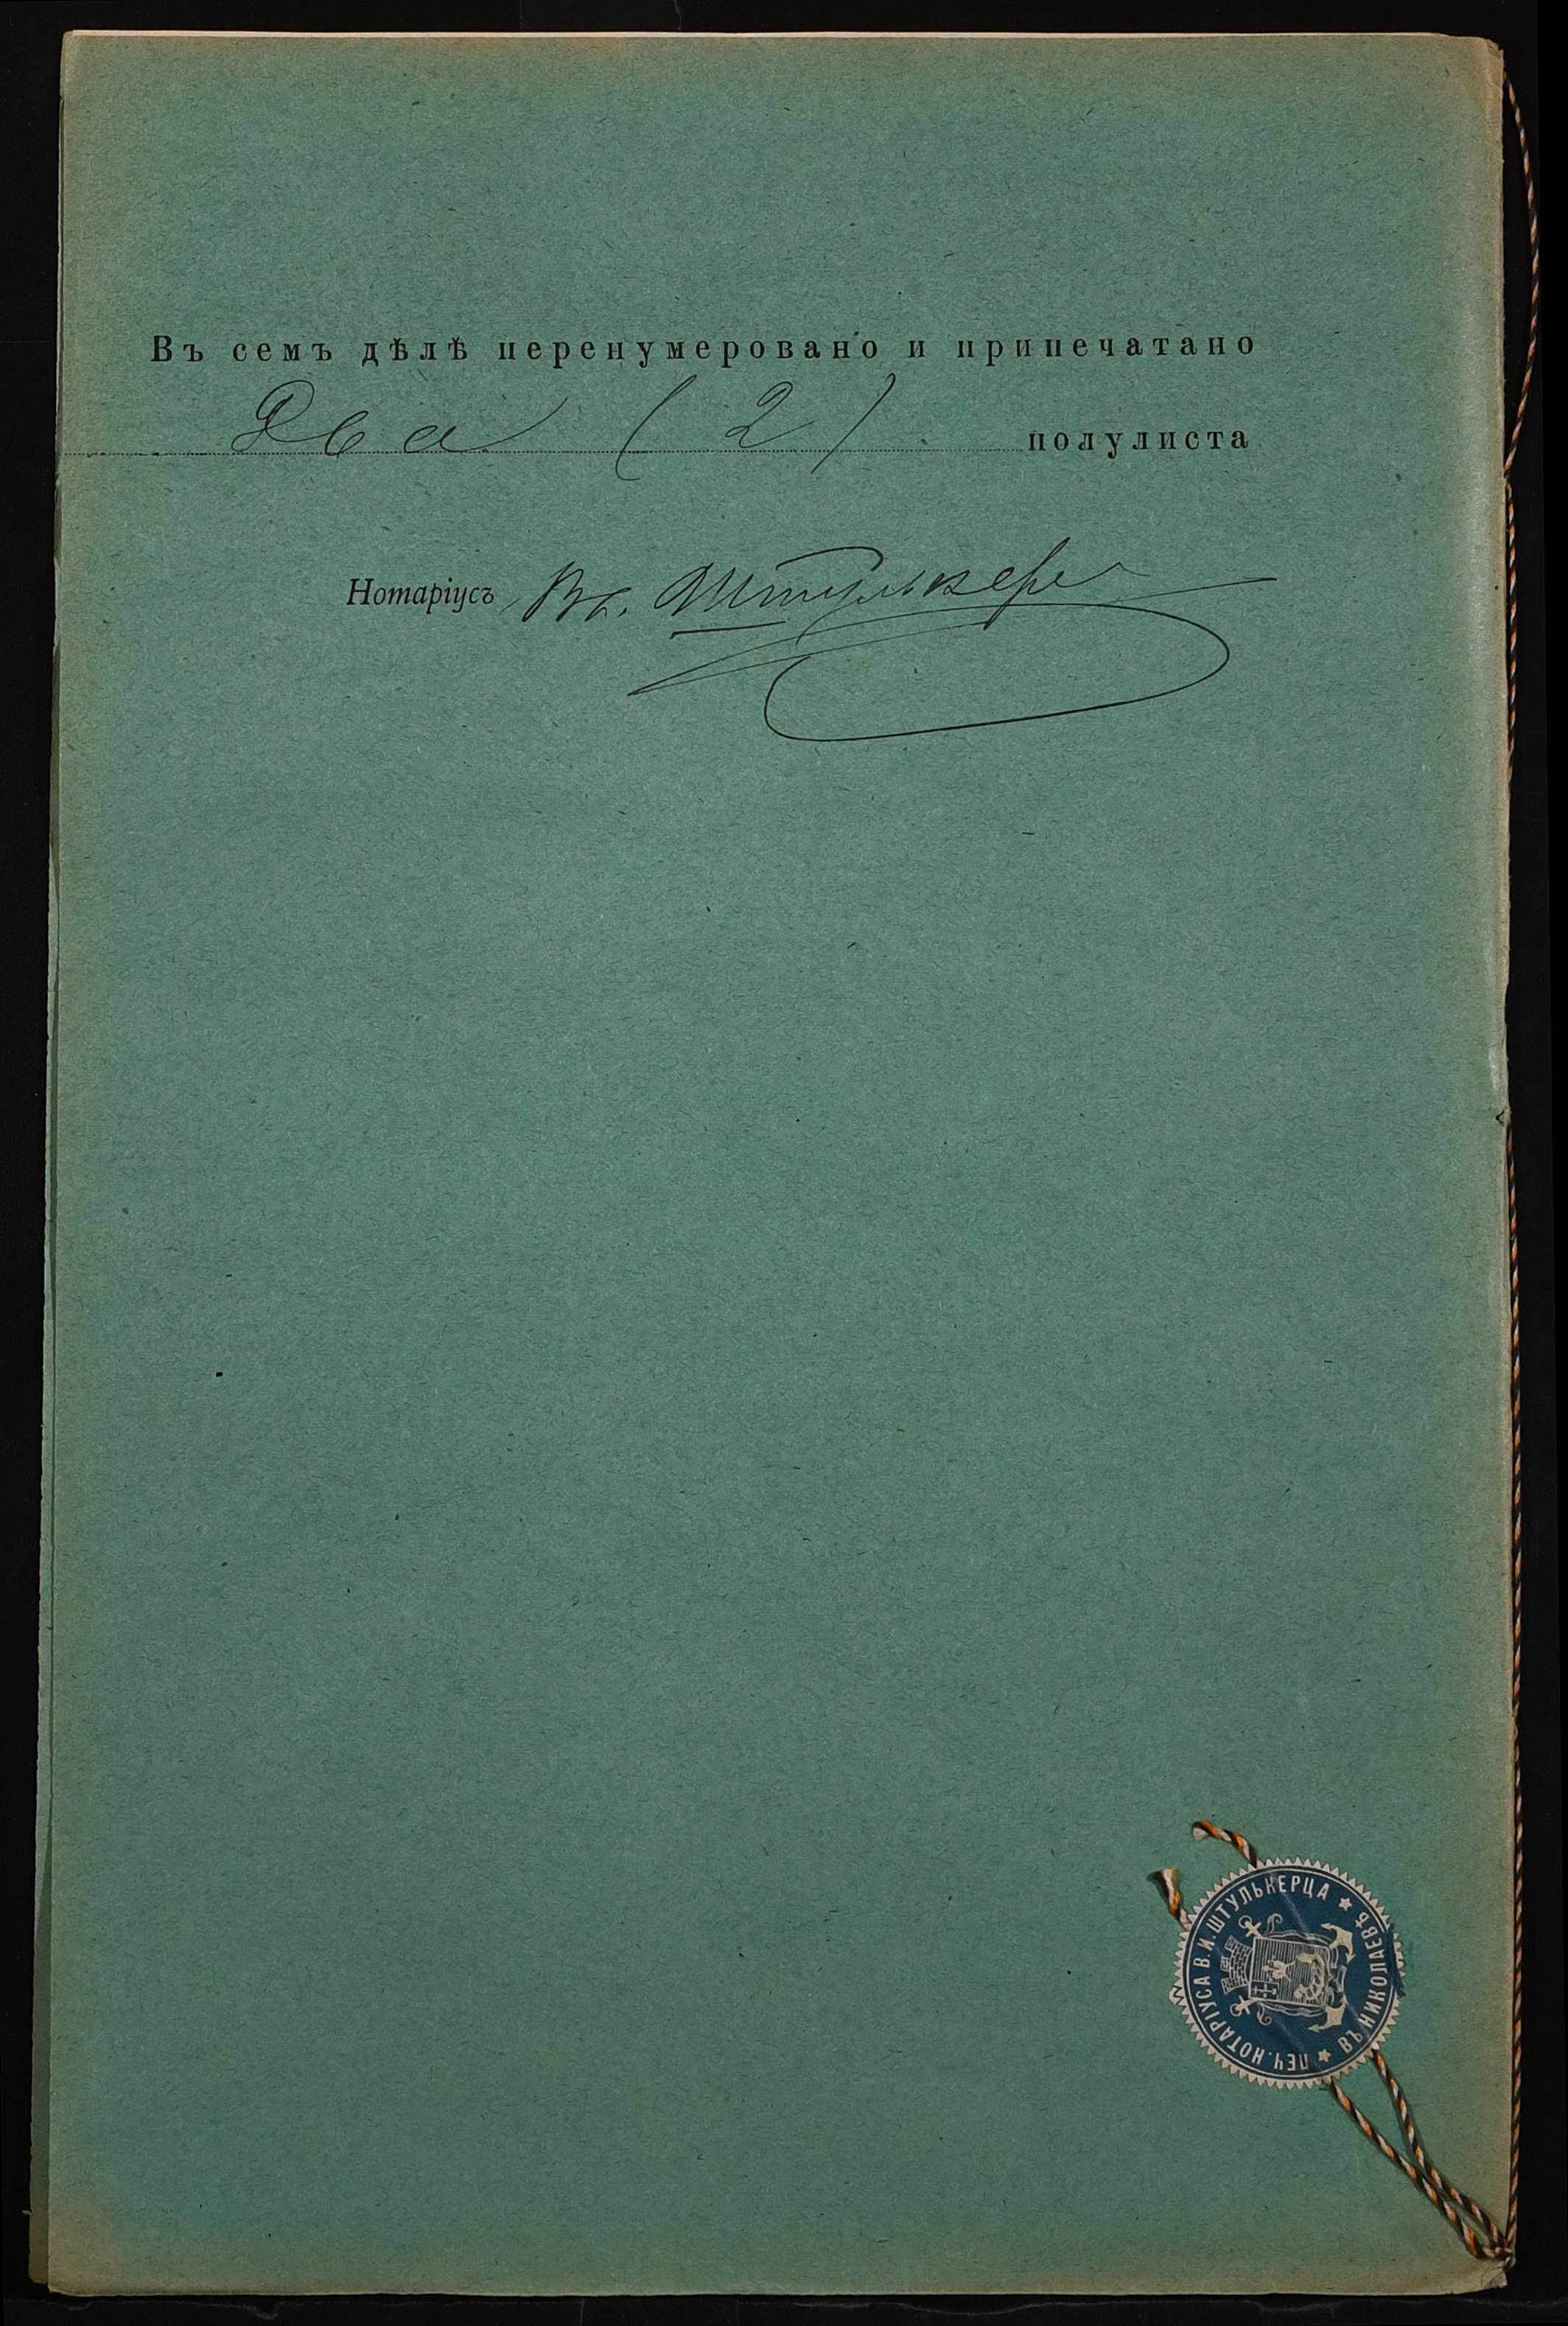 Въ семъ дѣлѣ перенумеровано и припечатано
Два (2) полулиста
Нотаріусъ Вл. Штулькерц
ПЕЧ. НОТАРІУСА В.И. ШТУЛЬКЕРЦА
ВЪ НИКОЛАЕВѢ